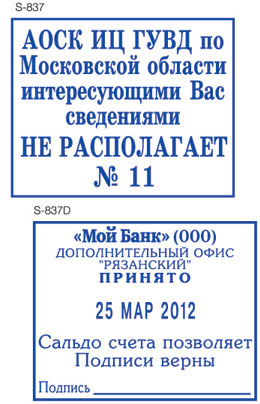 S-837
АОСК ИЦ ГУВД по
Московской области
интересующими Вас
сведениями
НЕ РАСПОЛАГАЕТ
№ 11
S-837D
«Мой Банк» (ООО)
ДОПОЛНИТЕЛЬНЫЙ ОФИС
"РЯЗАНСКИЙ"
ПРИНЯТО
25 МАР 2012
Сальдо счета позволяет
Подписи верны
Подпись